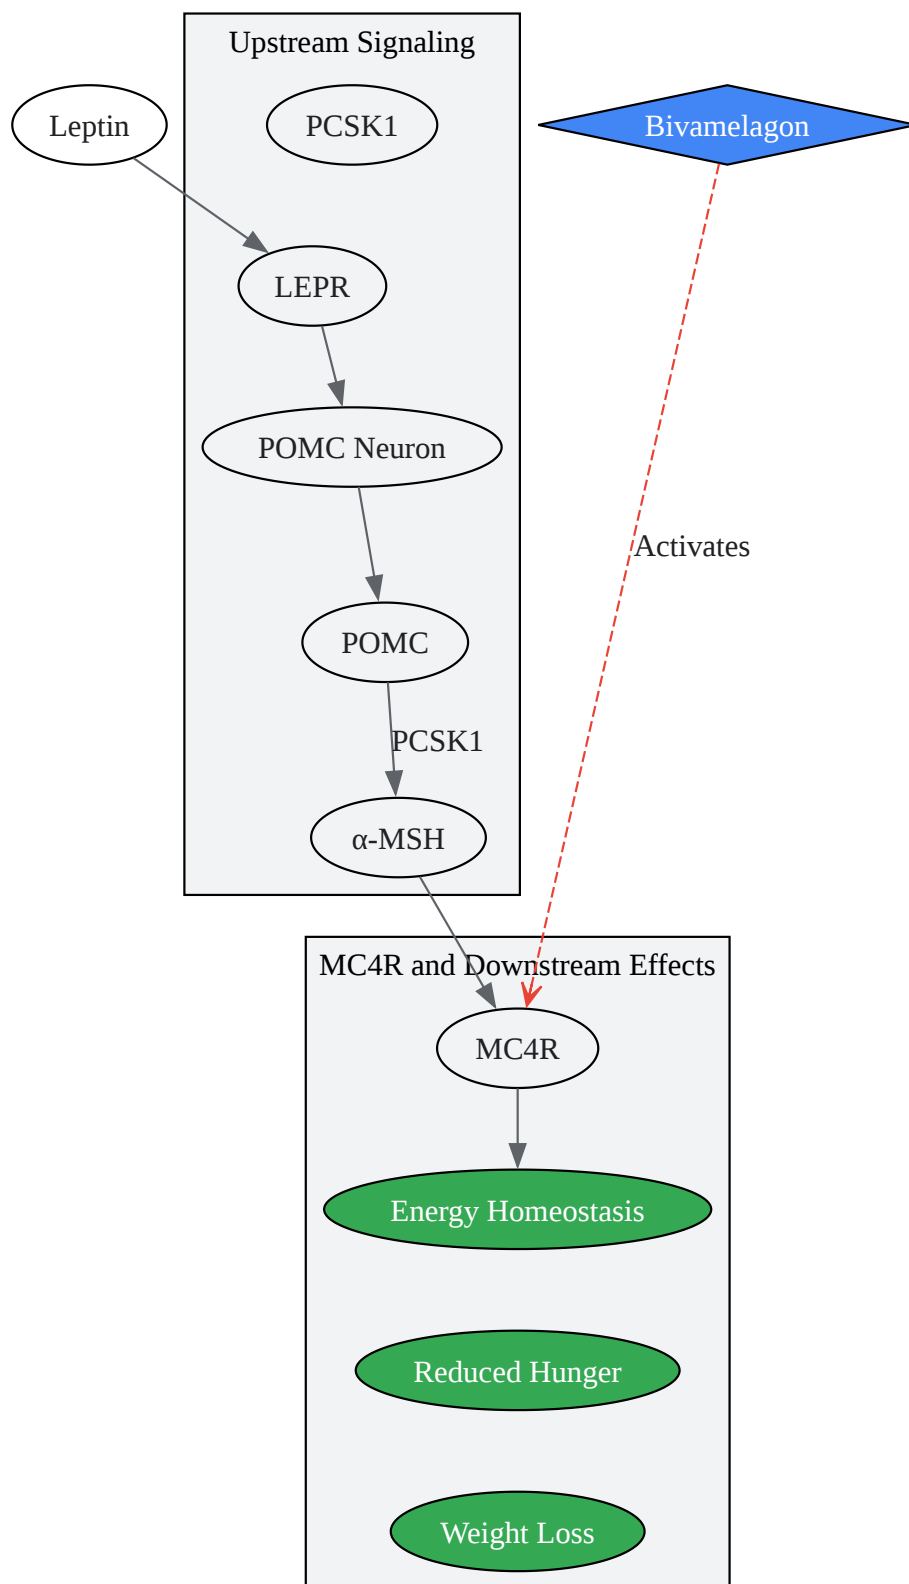 Upstream Signaling
Leptin
PCSK1
Bivamelagon
LEPR
POMC Neuron
Activates
POMC
PCSK1
α-MSH
MC4R and Downstream Effects
MC4R
Energy Homeostasis
Reduced Hunger
Weight Loss